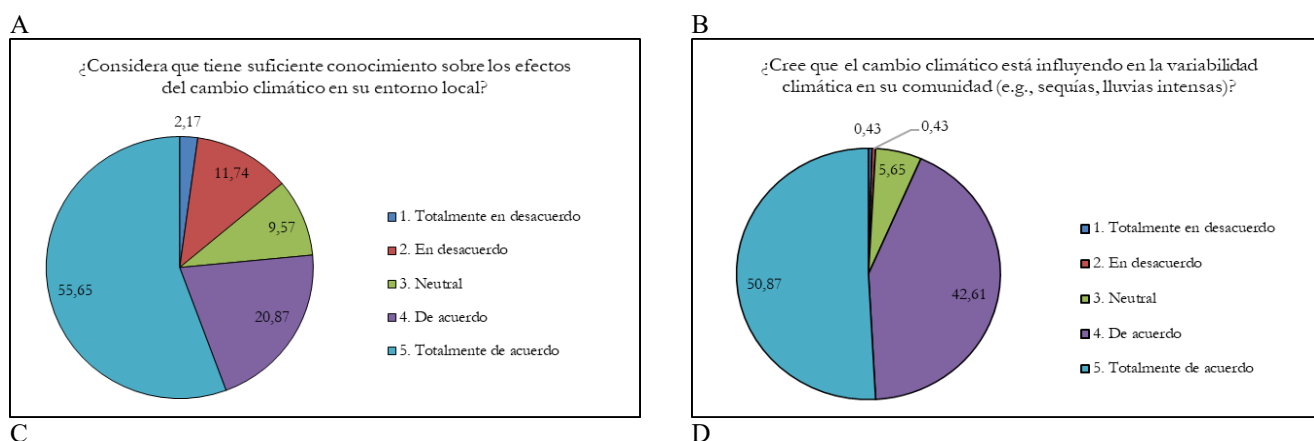 A
¿Considera que tiene suficiente conocimiento sobre los efectos
del cambio climático en su entorno local?
2,17
11,74
9,57
20,87
55,65
1. Totalmente en desacuerdo
2. En desacuerdo
3. Neutral
4. De acuerdo
5. Totalmente de acuerdo
B
¿Cree que el cambio climático está influyendo en la variabilidad
climática en su comunidad (e.g., sequías, lluvias intensas)?
0,43
0,43
5,65
42,61
50,87
1. Totalmente en desacuerdo
2. En desacuerdo
3. Neutral
4. De acuerdo
5. Totalmente de acuerdo
C
D